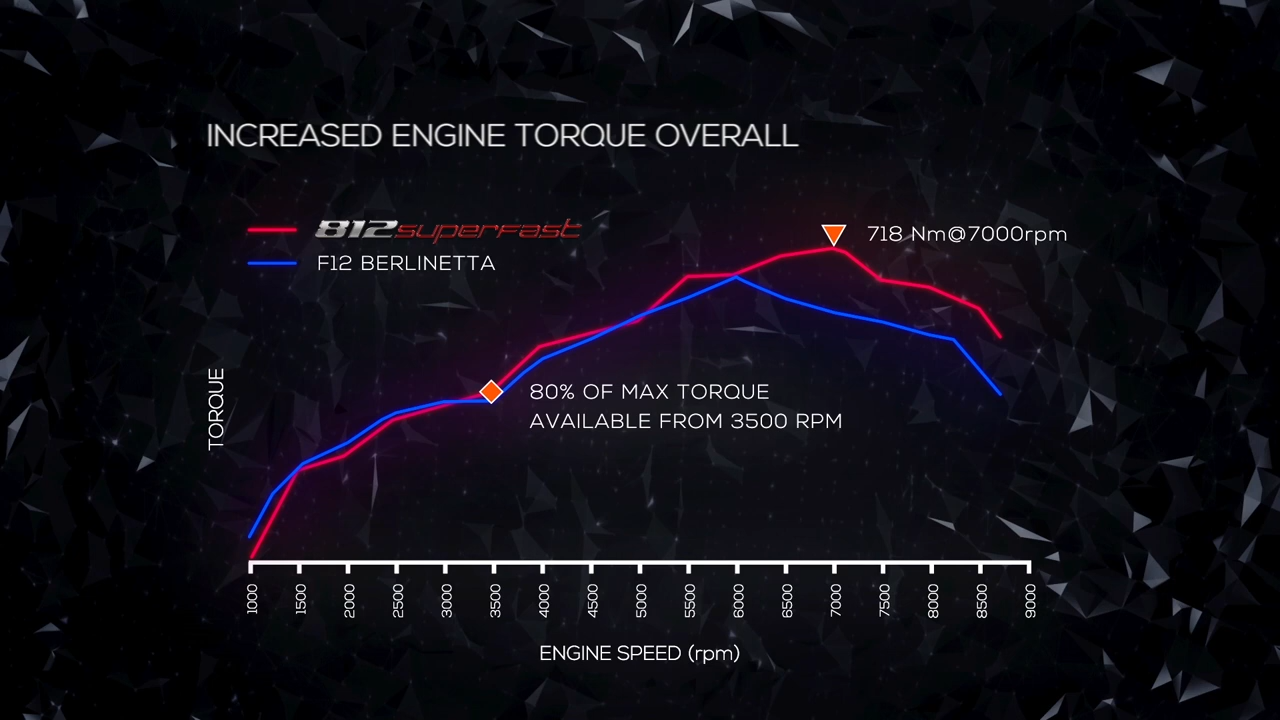 INCREASED ENGINE TORQUE OVERALL
812superfast
F12 BERLINETTA
718 Nm@7000rpm
80% OF MAX TORQUE
AVAILABLE FROM 3500 RPM
TORQUE
1000 1500 2000 2500 3000 3500 4000 4500 5000 5500 6000 6500 7000 7500 8000 8500 9000
ENGINE SPEED (rpm)